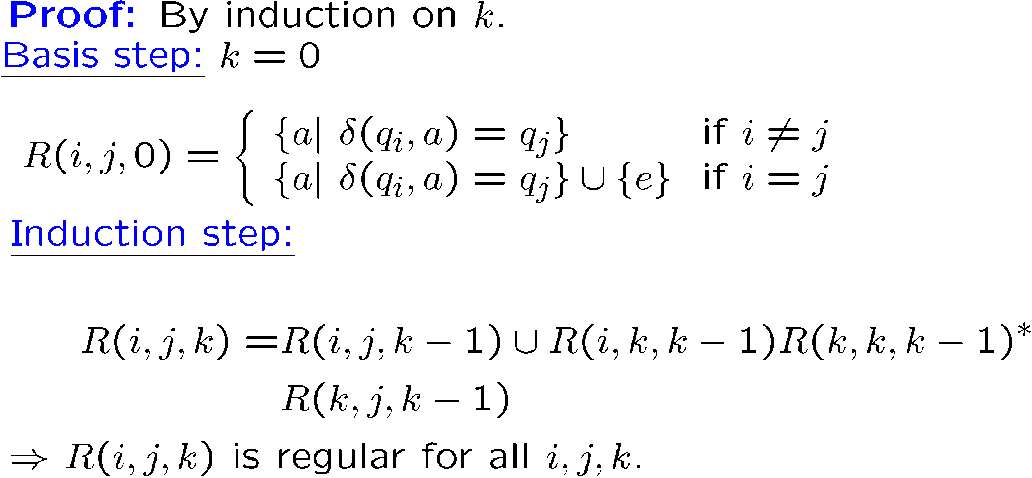 Proof: By induction on k.
Basis step: k = 0
R(i, j, 0) = { {a| δ(q_i, a) = q_j} if i ≠ j
{a| δ(q_i, a) = q_j} ∪ {e} if i = j
Induction step:
R(i, j, k) =R(i, j, k − 1) ∪ R(i, k, k − 1)R(k, k, k − 1)*
R(k, j, k − 1)
⇒ R(i, j, k) is regular for all i, j, k.